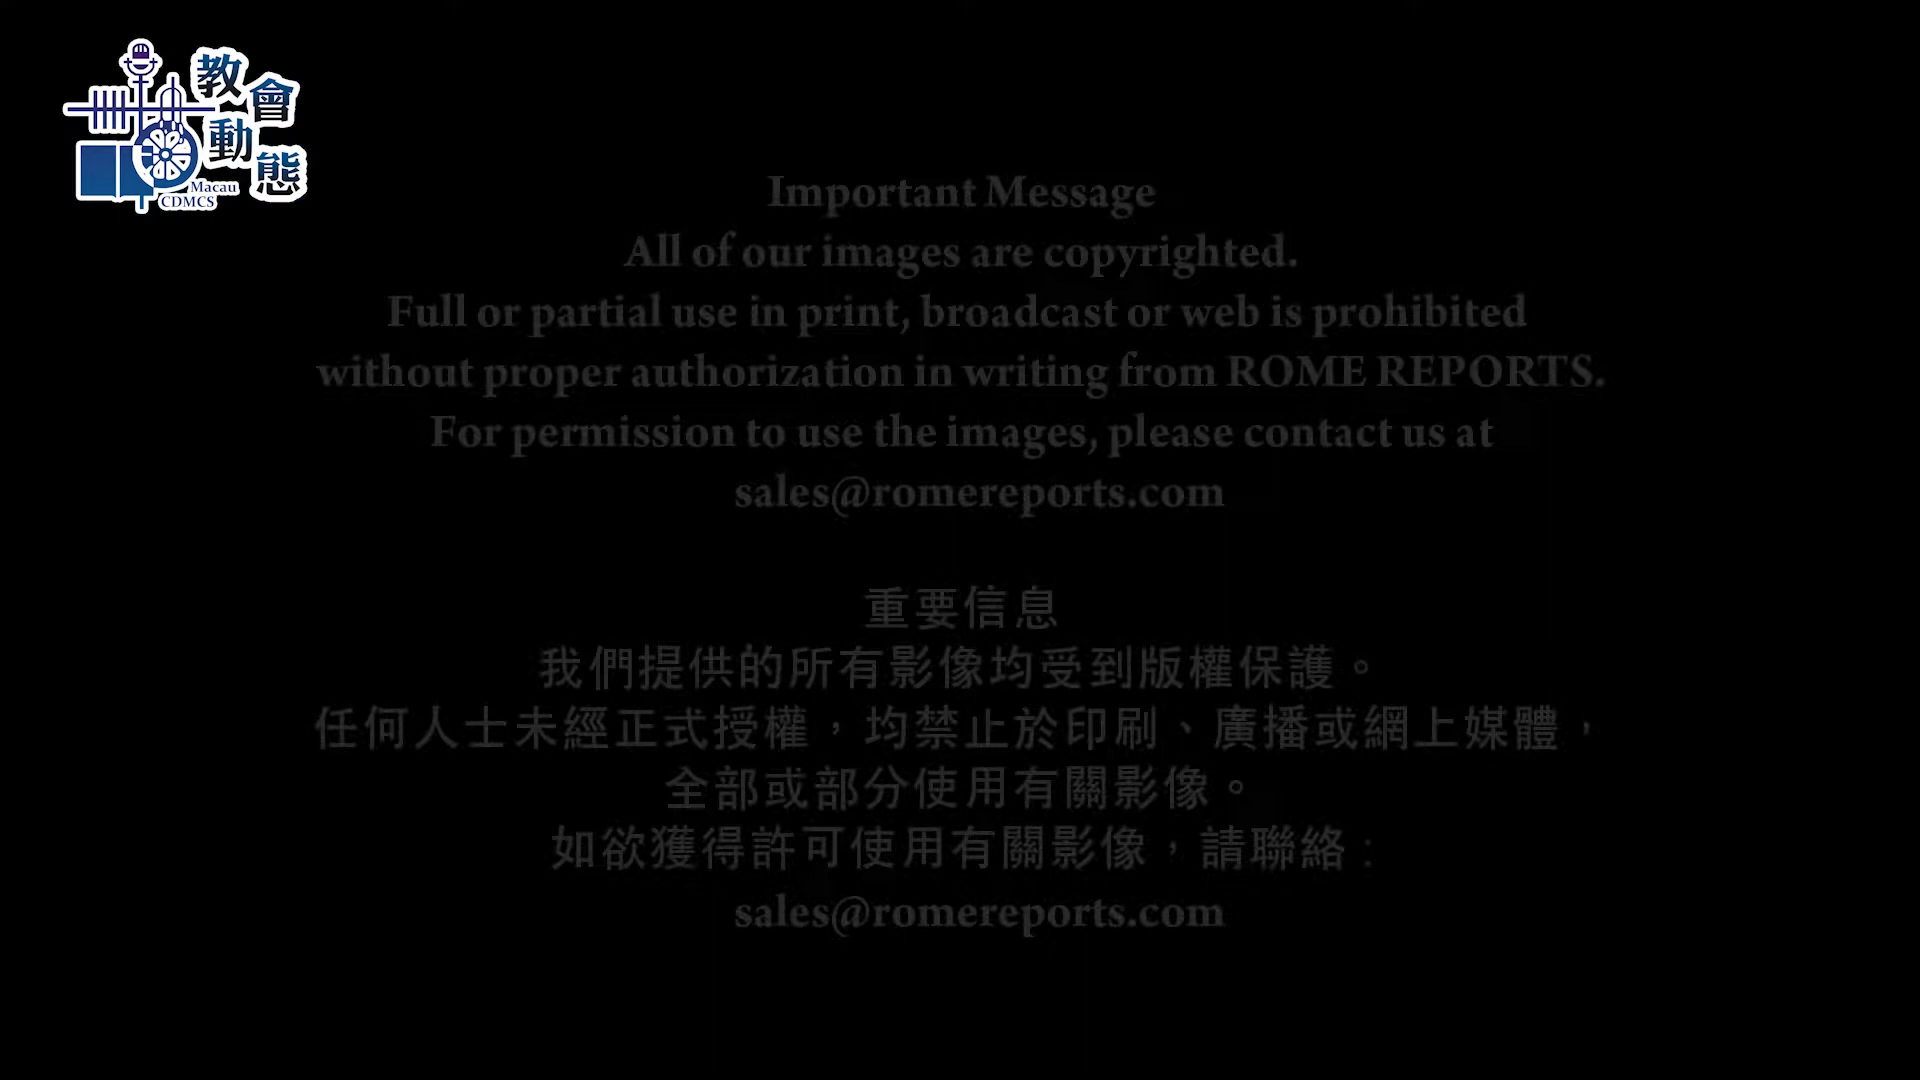 教會動態
Macau
CDMCS
Important Message
All of our images are copyrighted.
Full or partial use in print, broadcast or web is prohibited
without proper authorization in writing from ROME REPORTS.
For permission to use the images, please contact us at
sales@romereports.com
重要信息
我們提供的所有影像均受到版權保護。
任何人士未經正式授權，均禁止於印刷、廣播或網上媒體，
全部或部分使用有關影像。
如欲獲得許可使用有關影像，請聯絡：
sales@romereports.com